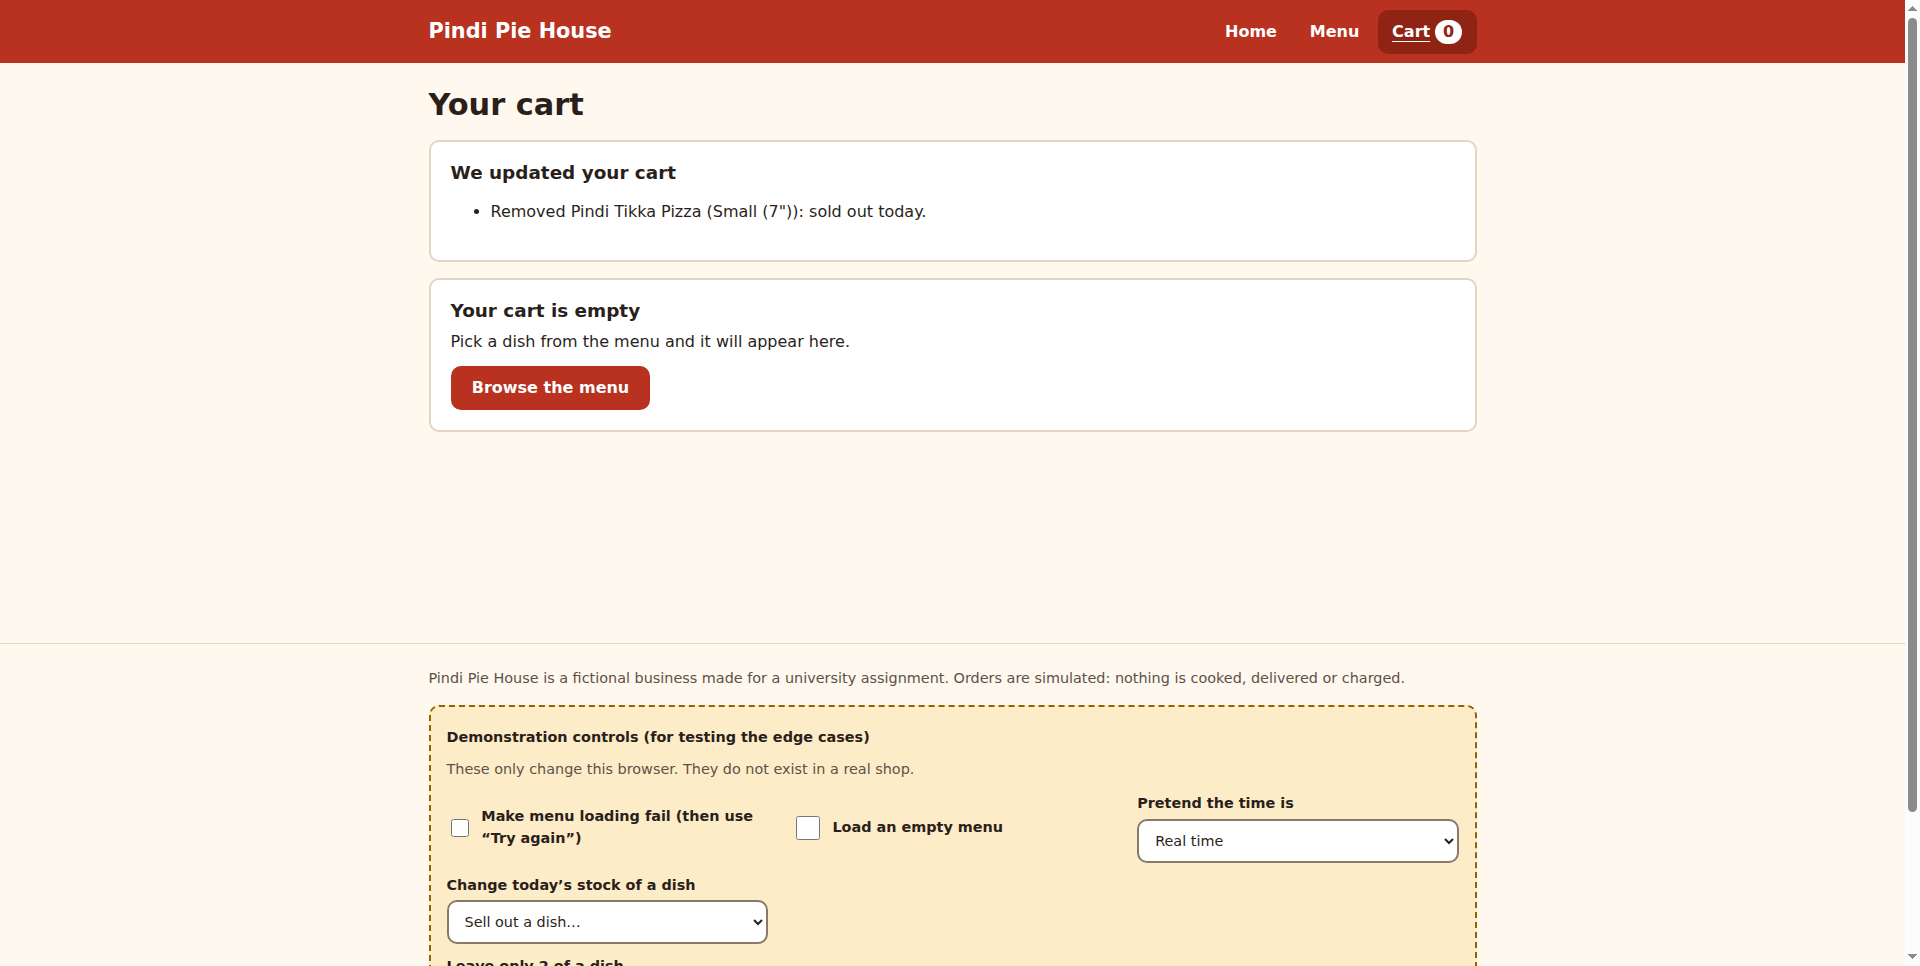 Pindi Pie House
Home Menu Cart 0
Your cart
We updated your cart
• Removed Pindi Tikka Pizza (Small (7")): sold out today.
Your cart is empty
Pick a dish from the menu and it will appear here.
Browse the menu
Pindi Pie House is a fictional business made for a university assignment. Orders are simulated: nothing is cooked, delivered or charged.
Demonstration controls (for testing the edge cases)
These only change this browser. They do not exist in a real shop.
Make menu loading fail (then use
“Try again”)
Load an empty menu
Pretend the time is
Real time
Change today’s stock of a dish
Sell out a dish…
Leave only 2 of a dish